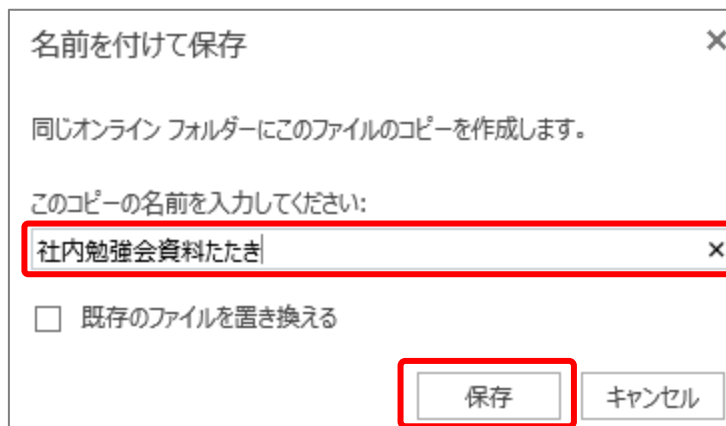 名前を付けて保存
同じオンライン フォルダーにこのファイルのコピーを作成します。
このコピーの名前を入力してください:
社内勉強会資料たたき
既存のファイルを置き換える
保存 キャンセル